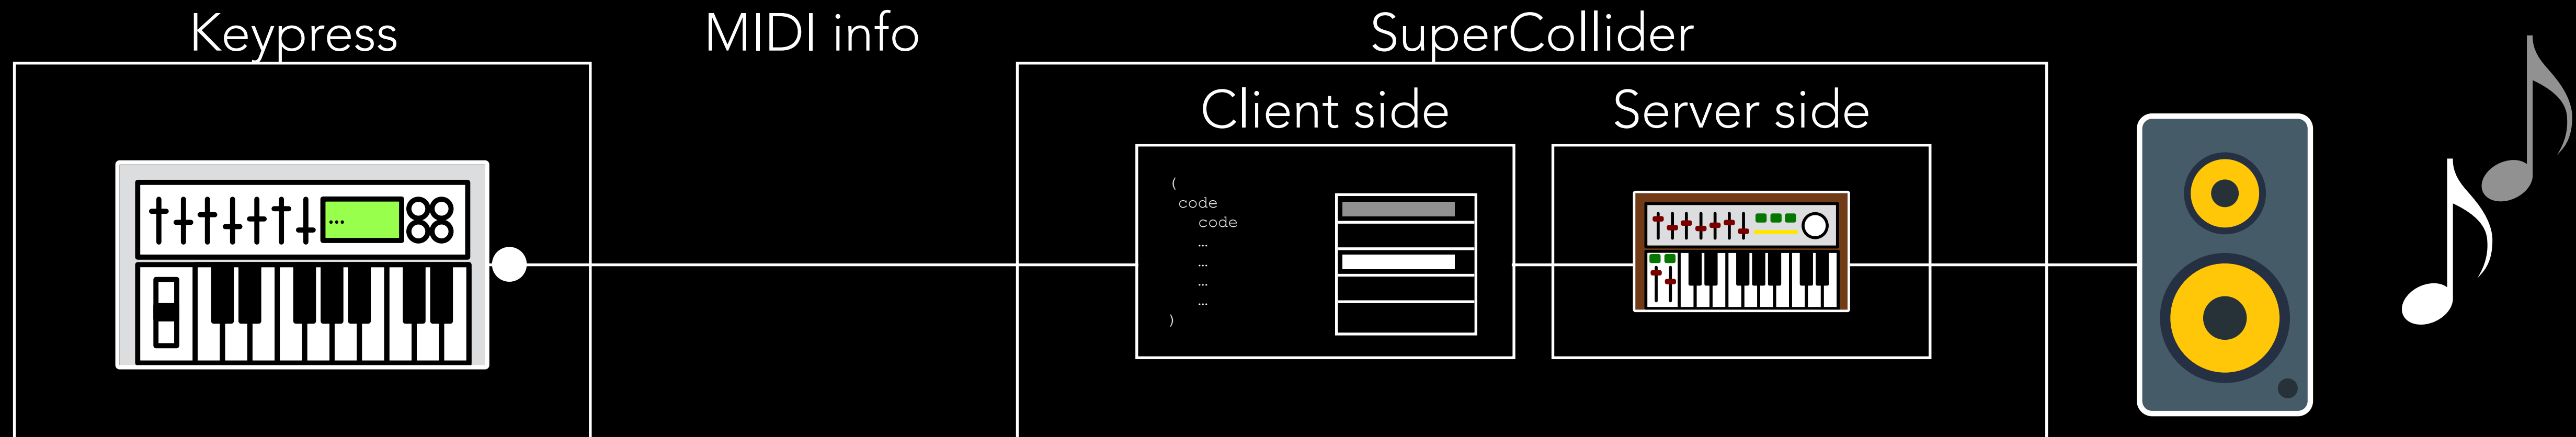 Keypress
MIDI info
SuperCollider
Client side
Server side
...
(
code
code
...
...
...
...
)